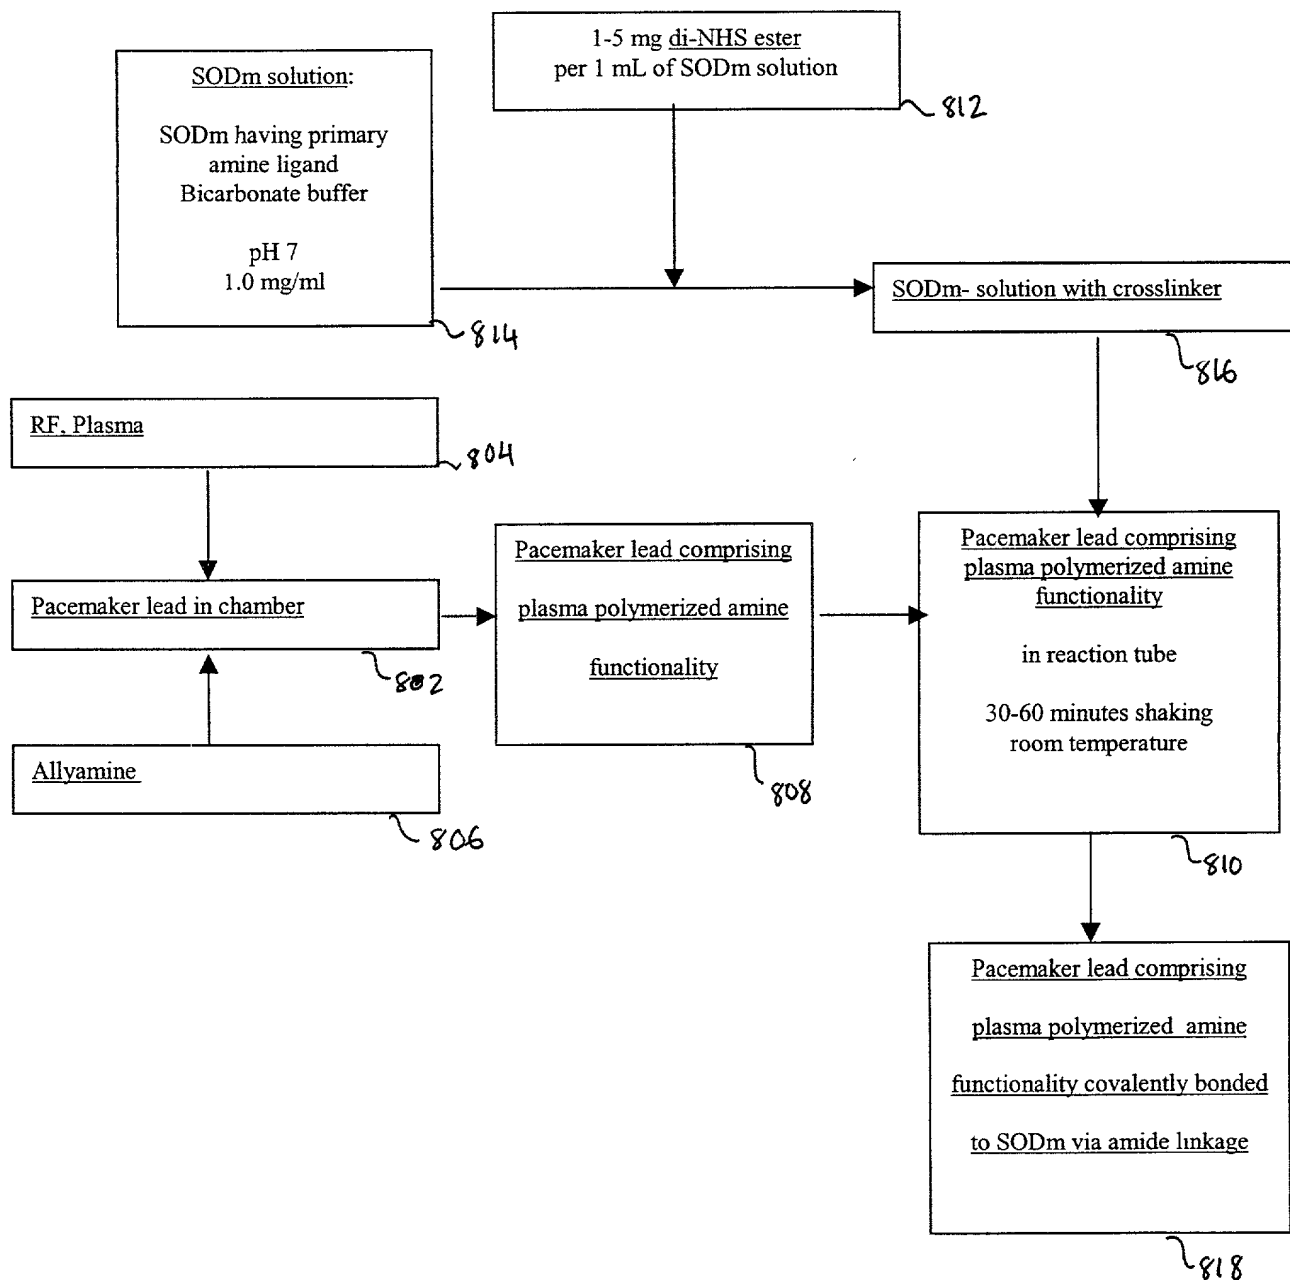 SODm solution:
SODm having primary
amine ligand
Bicarbonate buffer
pH 7
1.0 mg/ml
814
1-5 mg di-NHS ester
per 1 mL of SODm solution
812
SODm- solution with crosslinker
816
RF, Plasma
804
Pacemaker lead in chamber
802
Allyamine
806
Pacemaker lead comprising
plasma polymerized amine
functionality
808
Pacemaker lead comprising
plasma polymerized amine
functionality
in reaction tube
30-60 minutes shaking
room temperature
810
Pacemaker lead comprising
plasma polymerized amine
functionality covalently bonded
to SODm via amide linkage
818